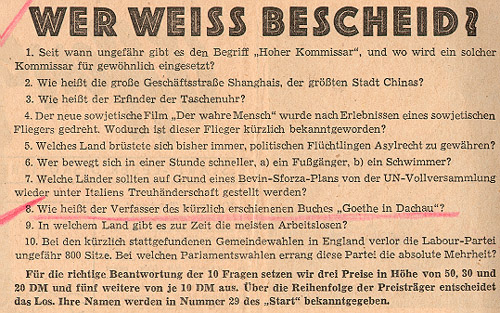 WER WEISS BESCHEID?
1. Seit wann ungefähr gibt es den Begriff „Hoher Kommissar“, und wo wird ein solcher
Kommissar für gewöhnlich eingesetzt?
2. Wie heißt die große Geschäftsstraße Shanghais, der größten Stadt Chinas?
3. Wie heißt der Erfinder der Taschenuhr?
4. Der neue sowjetische Film „Der wahre Mensch“ wurde nach Erlebnissen eines sowjetischen
Fliegers gedreht. Wodurch ist dieser Flieger kürzlich bekanntgeworden?
5. Welches Land brüstete sich bisher immer, politischen Flüchtlingen Asylrecht zu gewähren?
6. Wer bewegt sich in einer Stunde schneller, a) ein Fußgänger, b) ein Schwimmer?
7. Welche Länder sollten auf Grund eines Bevin-Sforza-Plans von der UN-Vollversammlung
wieder unter Italiens Treuhänderschaft gestellt werden?
8. Wie heißt der Verfasser des kürzlich erschienenen Buches „Goethe in Dachau“?
9. In welchem Land gibt es zur Zeit die meisten Arbeitslosen?
10. Bei den kürzlich stattgefundenen Gemeindewahlen in England verlor die Labour-Partei
ungefähr 800 Sitze. Bei welchen Parlamentswahlen errang diese Partei die absolute Mehrheit?
Für die richtige Beantwortung der 10 Fragen setzen wir drei Preise in Höhe von 50, 30 und
20 DM und fünf weitere von je 10 DM aus. Über die Reihenfolge der Preisträger entscheidet
das Los. Ihre Namen werden in Nummer 29 des „Start“ bekanntgegeben.